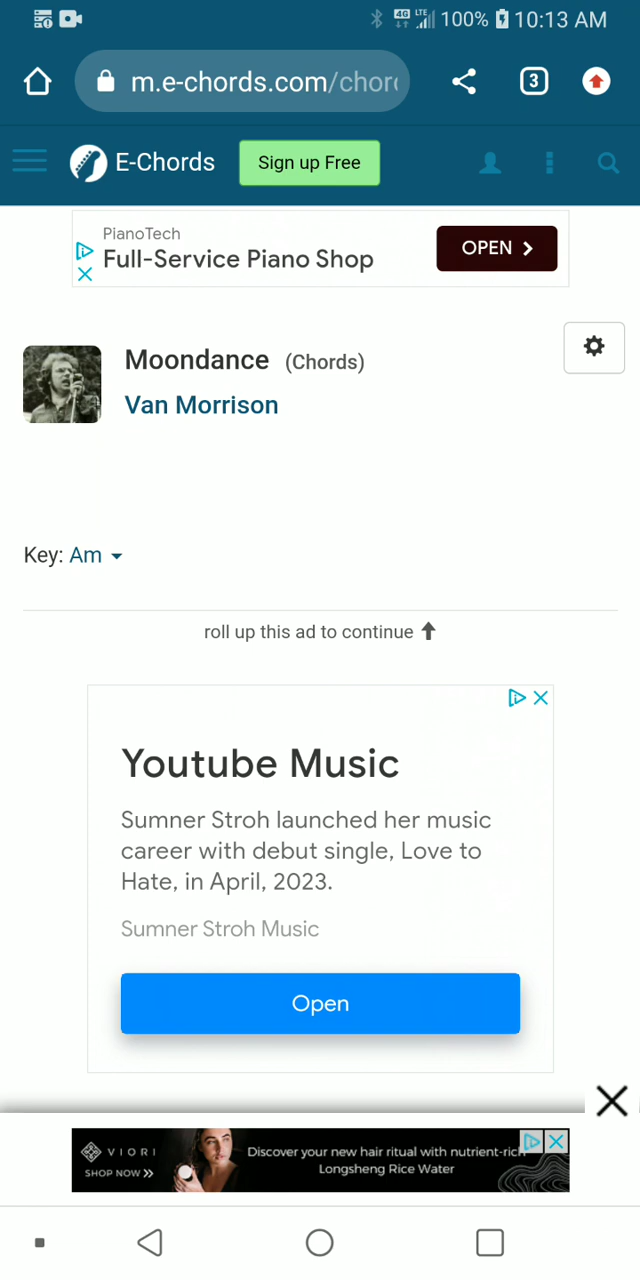 4G LTE 100% 10:13 AM
m.e-chords.com/chor
3
E-Chords
Sign up Free
PianoTech
Full-Service Piano Shop
OPEN
Moondance (Chords)
Van Morrison
Key: Am
roll up this ad to continue
Youtube Music
Sumner Stroh launched her music
career with debut single, Love to
Hate, in April, 2023.
Sumner Stroh Music
Open
VIORI
SHOP NOW
Discover your new hair ritual with nutrient-rich
Longsheng Rice Water